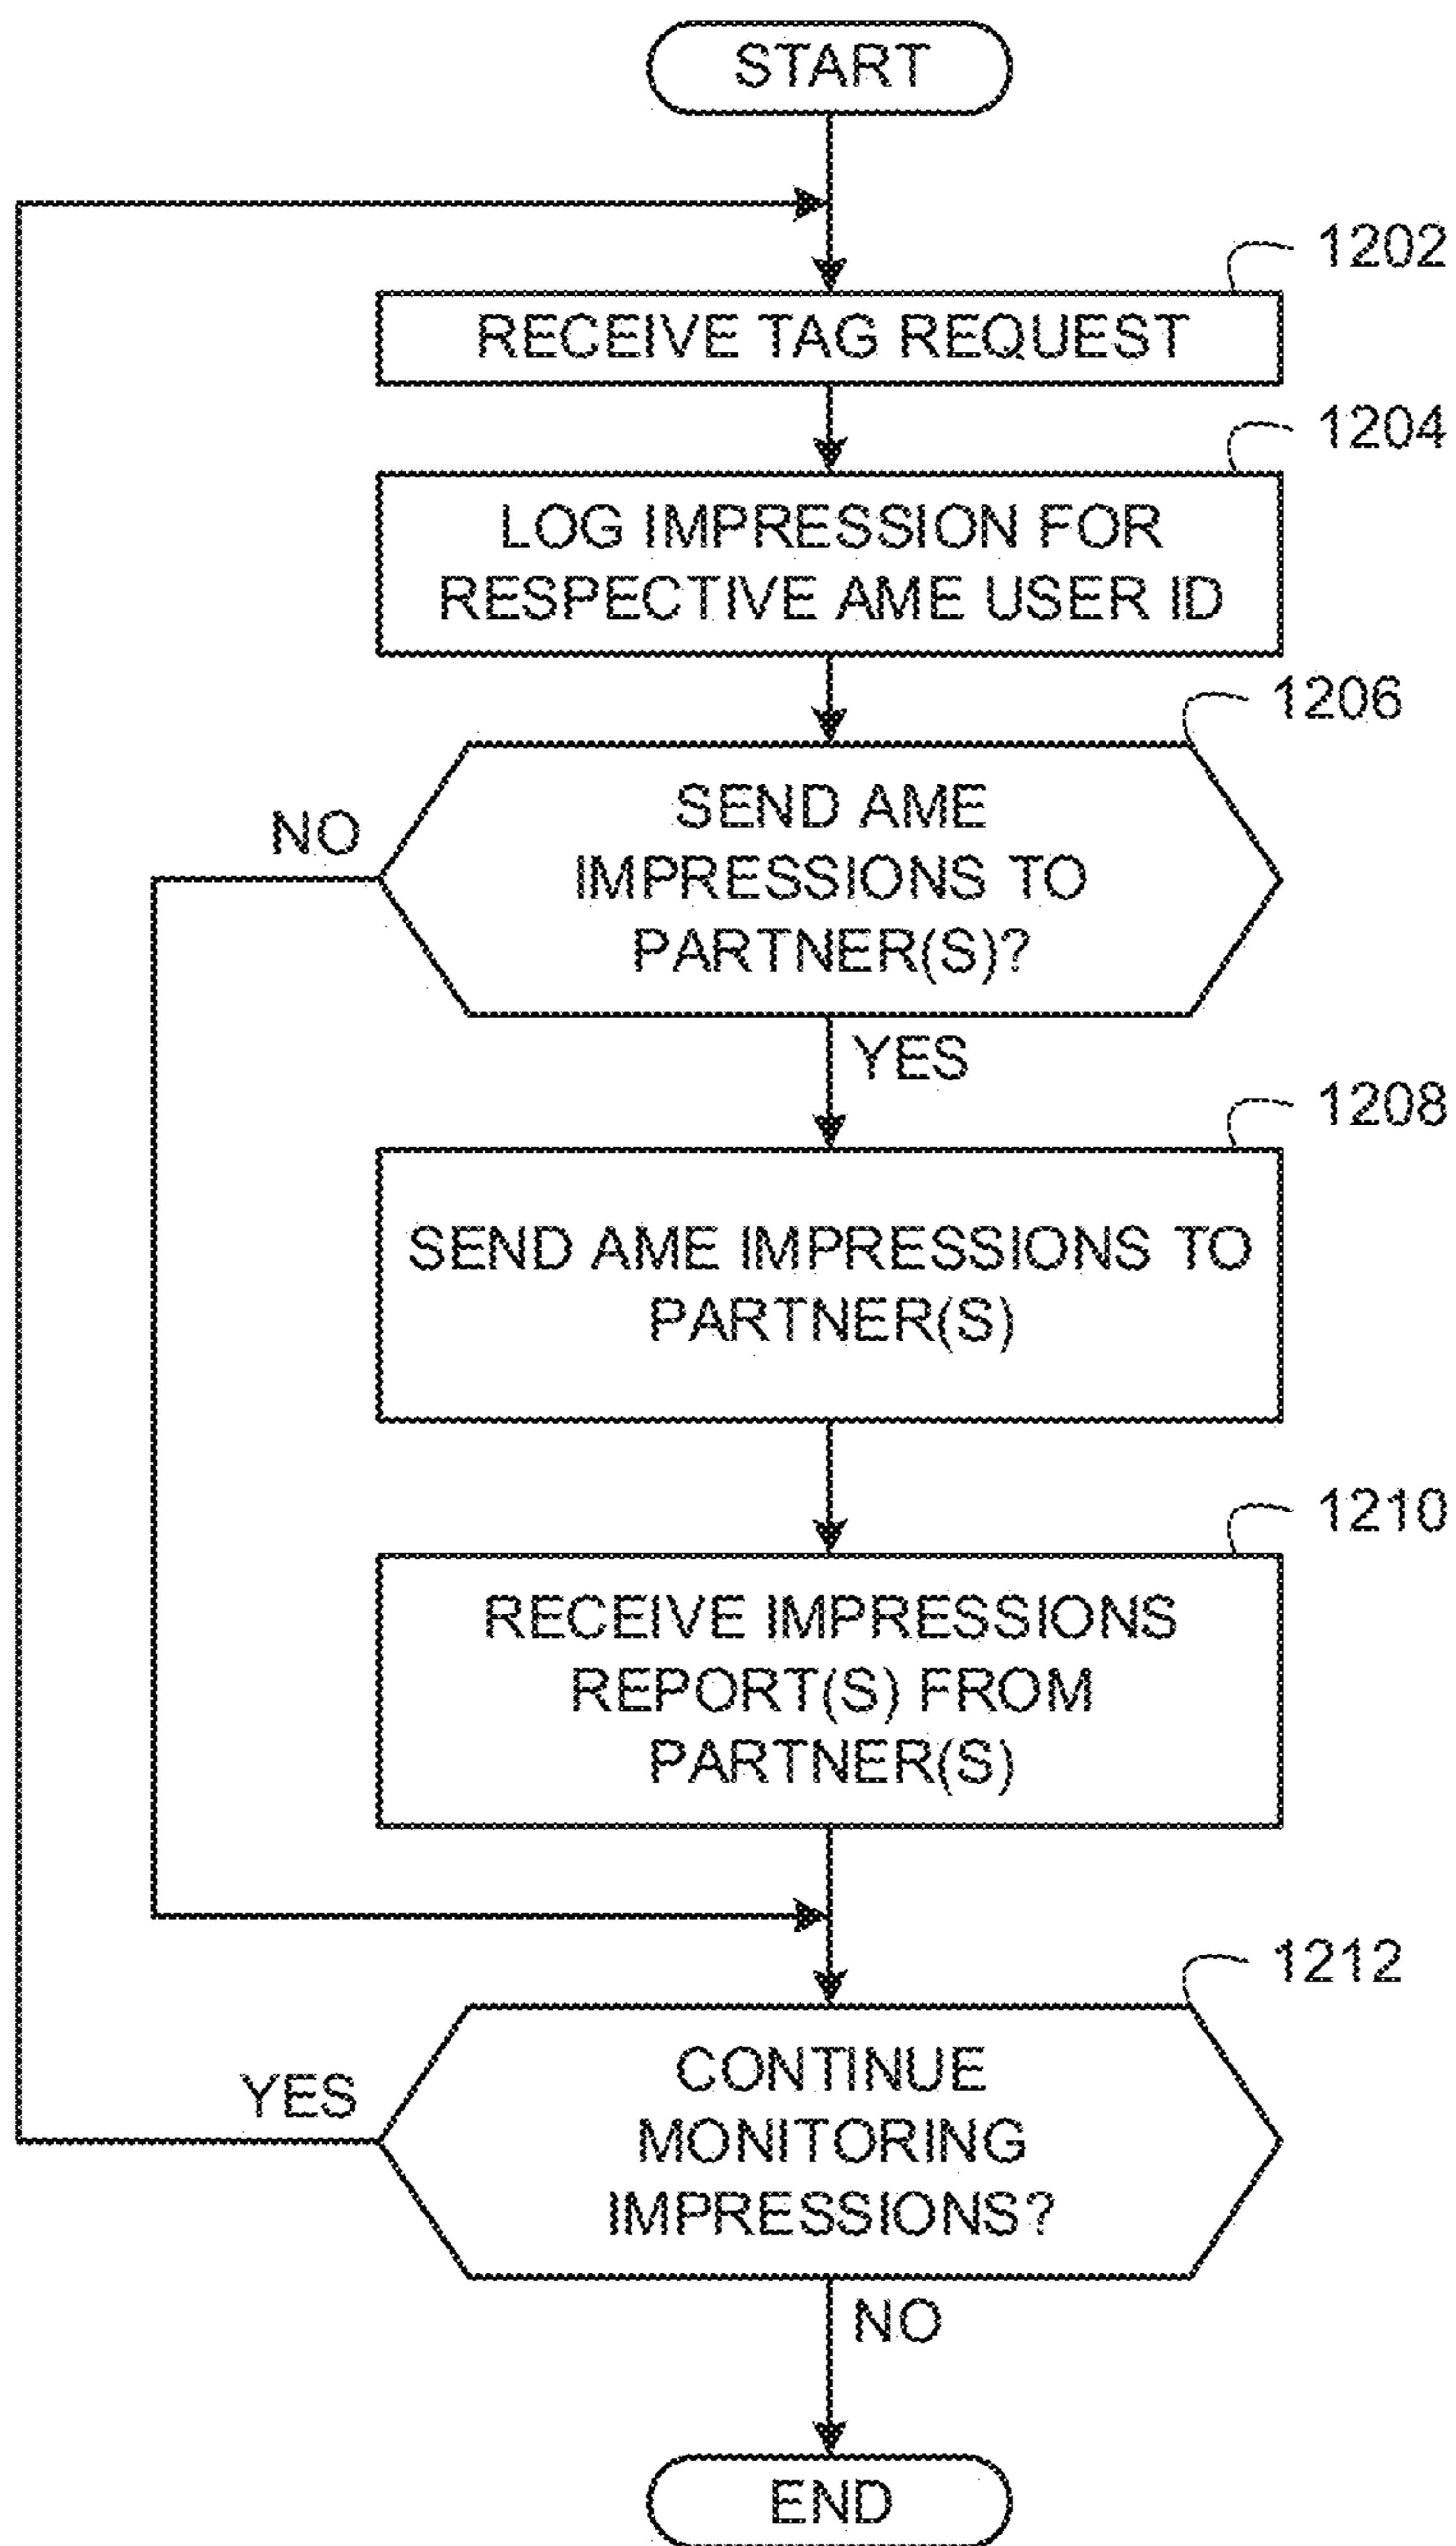 START
1202
RECEIVE TAG REQUEST
1204
LOG IMPRESSION FOR
RESPECTIVE AME USER ID
1206
SEND AME
IMPRESSIONS TO
PARTNER(S)?
NO
YES
1208
SEND AME IMPRESSIONS TO
PARTNER(S)
1210
RECEIVE IMPRESSIONS
REPORT(S) FROM
PARTNER(S)
1212
CONTINUE
MONITORING
IMPRESSIONS?
YES
NO
END